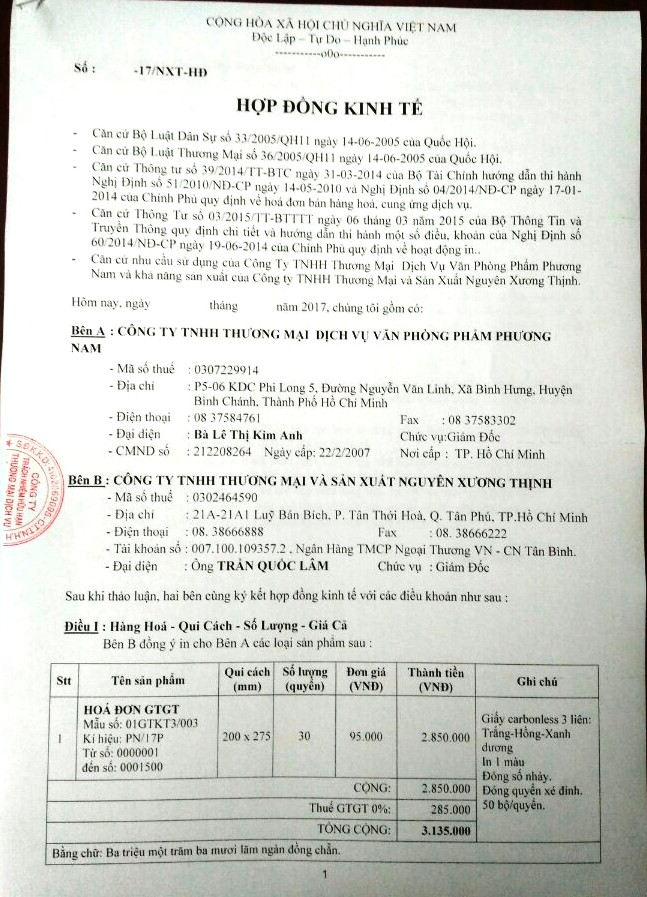 CỘNG HÒA XÃ HỘI CHỦ NGHĨA VIỆT NAM
Độc Lập – Tự Do – Hạnh Phúc
-----------o0o-----------
Số : -17/NXT-HĐ
HỢP ĐỒNG KINH TẾ
- Căn cứ Bộ Luật Dân Sự số 33/2005/QH11 ngày 14-06-2005 của Quốc Hội.
- Căn cứ Bộ Luật Thương Mại số 36/2005/QH11 ngày 14-06-2005 của Quốc Hội.
- Căn cứ Thông tư số 39/2014/TT-BTC ngày 31-03-2014 của Bộ Tài Chính hướng dẫn thi hành
Nghị Định số 51/2010/NĐ-CP ngày 14-05-2010 và Nghị Định số 04/2014/NĐ-CP ngày 17-01-
2014 của Chính Phủ quy định về hoá đơn bán hàng hoá, cung ứng dịch vụ.
- Căn cứ Thông Tư số 03/2015/TT-BTTTT ngày 06 tháng 03 năm 2015 của Bộ Thông Tin và
Truyền Thông quy định chi tiết và hướng dẫn thi hành một số điều, khoản của Nghị Định số
60/2014/NĐ-CP ngày 19-06-2014 của Chính Phủ quy định về hoạt động in..
- Căn cứ nhu cầu sử dụng của Công Ty TNHH Thương Mại Dịch Vụ Văn Phòng Phẩm Phương
Nam và khả năng sản xuất của Công ty TNHH Thương Mại và Sản Xuất Nguyên Xương Thịnh.
Hôm nay, ngày tháng năm 2017, chúng tôi gồm có:
Bên A : CÔNG TY TNHH THƯƠNG MẠI DỊCH VỤ VĂN PHÒNG PHẨM PHƯƠNG
NAM
- Mã số thuế : 0307229914
- Địa chỉ : P5-06 KDC Phi Long 5, Đường Nguyễn Văn Linh, Xã Bình Hưng, Huyện
Bình Chánh, Thành Phố Hồ Chí Minh
- Điện thoại : 08 37584761 Fax : 08 37583302
- Đại diện : Bà Lê Thị Kim Anh Chức vụ:Giám Đốc
- CMND số : 212208264 Ngày cấp: 22/2/2007 Nơi cấp : TP. Hồ Chí Minh
Bên B : CÔNG TY TNHH THƯƠNG MẠI VÀ SẢN XUẤT NGUYÊN XƯƠNG THỊNH
- Mã số thuế : 0302464590
- Địa chỉ : 21A-21A1 Luỹ Bán Bích, P. Tân Thới Hoà, Q. Tân Phú, TP.Hồ Chí Minh
- Điện thoại : 08. 38666888 Fax : 08. 38666222
- Tài khoản số : 007.100.109357.2 , Ngân Hàng TMCP Ngoại Thương VN - CN Tân Bình.
- Đại diện : Ông TRẦN QUỐC LÂM Chức vụ : Giám Đốc
CÔNG TY
TRÁCH NHIỆM HỮU HẠN
THƯƠNG MẠI DỊCH VỤ
Sau khi thảo luận, hai bên cùng ký kết hợp đồng kinh tế với các điều khoản như sau :
Điều I : Hàng Hoá - Qui Cách - Số Lượng - Giá Cả
Bên B đồng ý in cho Bên A các loại sản phẩm sau :
Stt Tên sản phẩm Qui cách (mm) Số lượng (quyển) Đơn giá (VNĐ) Thành tiền (VNĐ) Ghi chú
HOÁ ĐƠN GTGT
Mẫu số: 01GTKT3/003
1 Kí hiệu: PN/17P 200 x 275 30 95.000 2.850.000
Từ số: 0000001
đến số: 0001500
Giấy carbonless 3 liên:
Trắng-Hồng-Xanh
dương
In 1 màu
Đóng số nhảy.
Đóng quyển xé dính.
50 bộ/quyển.
CỘNG: 2.850.000
Thuế GTGT 0%: 285.000
TỔNG CỘNG: 3.135.000
Bằng chữ: Ba triệu một trăm ba mươi lăm ngàn đồng chẵn.
1